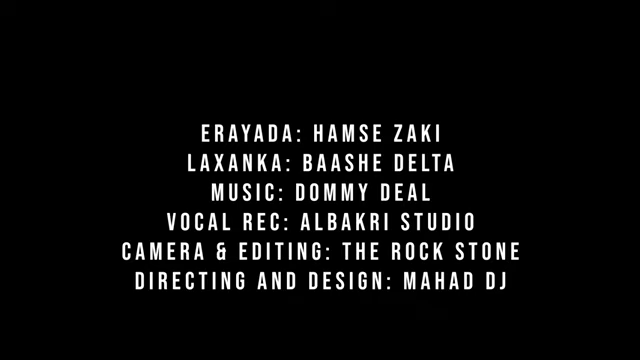 ERAYADA: HAMSE ZAKI
LAXANKA: BAASHE DELTA
MUSIC: DOMMY DEAL
VOCAL REC: ALBAKRI STUDIO
CAMERA & EDITING: THE ROCK STONE
DIRECTING AND DESIGN: MAHAD DJ